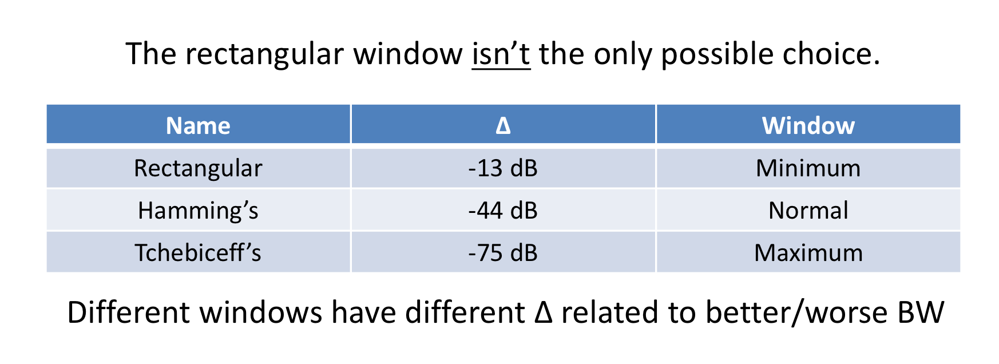 The rectangular window isn’t the only possible choice.
Name Δ Window
Rectangular -13 dB Minimum
Hamming’s -44 dB Normal
Tchebiceff’s -75 dB Maximum
Different windows have different Δ related to better/worse BW